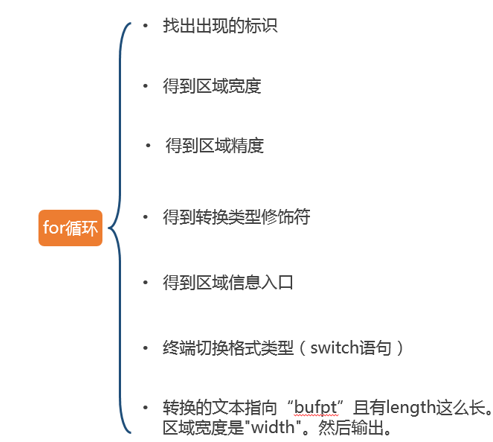 找出出现的标识
得到区域宽度
得到区域精度
得到转换类型修饰符
for循环
得到区域信息入口
终端切换格式类型（switch语句）
转换的文本指向“bufpt”且有length这么长。
区域宽度是"width"。然后输出。